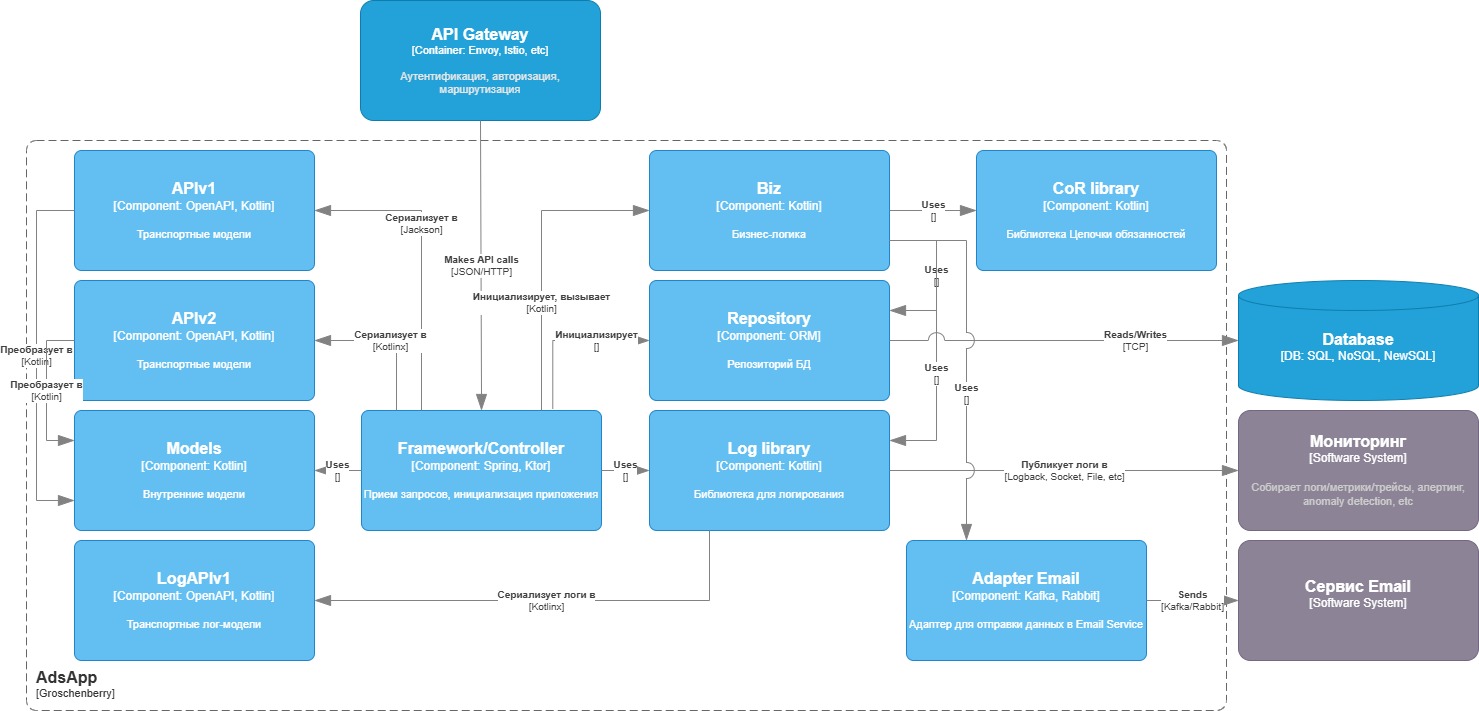 API Gateway
[Container: Envoy, Istio, etc]
Аутентификация, авторизация,
маршрутизация
APIv1
[Component: OpenAPI, Kotlin]
Транспортные модели
Biz
[Component: Kotlin]
Бизнес-логика
CoR library
[Component: Kotlin]
Библиотека Цепочки обязанностей
Uses
[]
Сериализует в
[Jackson]
Makes API calls
[JSON/HTTP]
Uses
[]
Инициализирует, вызывает
[Kotlin]
APIv2
[Component: OpenAPI, Kotlin]
Транспортные модели
Repository
[Component: ORM]
Репозиторий БД
Сериализует в
[Kotlinx]
Инициализирует
[]
Reads/Writes
[TCP]
Database
[DB: SQL, NoSQL, NewSQL]
Преобразует в
[Kotlin]
Преобразует в
[Kotlin]
Uses
[]
Uses
[]
Models
[Component: Kotlin]
Внутренние модели
Uses
[]
Framework/Controller
[Component: Spring, Ktor]
Прием запросов, инициализация приложения
Uses
[]
Log library
[Component: Kotlin]
Библиотека для логирования
Публикует логи в
[Logback, Socket, File, etc]
Мониторинг
[Software System]
Собирает логи/метрики/трейсы, алертинг,
anomaly detection, etc
LogAPIv1
[Component: OpenAPI, Kotlin]
Транспортные лог-модели
Сериализует логи в
[Kotlinx]
Adapter Email
[Component: Kafka, Rabbit]
Адаптер для отправки данных в Email Service
Sends
[Kafka/Rabbit]
Сервис Email
[Software System]
AdsApp
[Groschenberry]